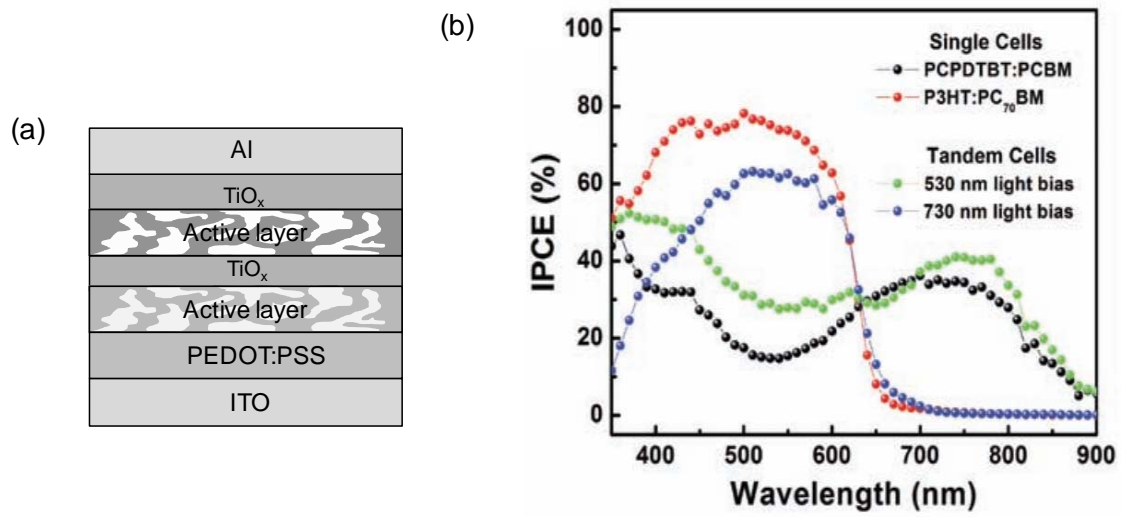 (a)
Al
TiOx
Active layer
TiOx
Active layer
PEDOT:PSS
ITO
(b)
100
80
60
40
20
0
IPCE (%)
400 500 600 700 800 900
Wavelength (nm)
Single Cells
PCPDTBT:PCBM
P3HT:PC70BM
Tandem Cells
530 nm light bias
730 nm light bias